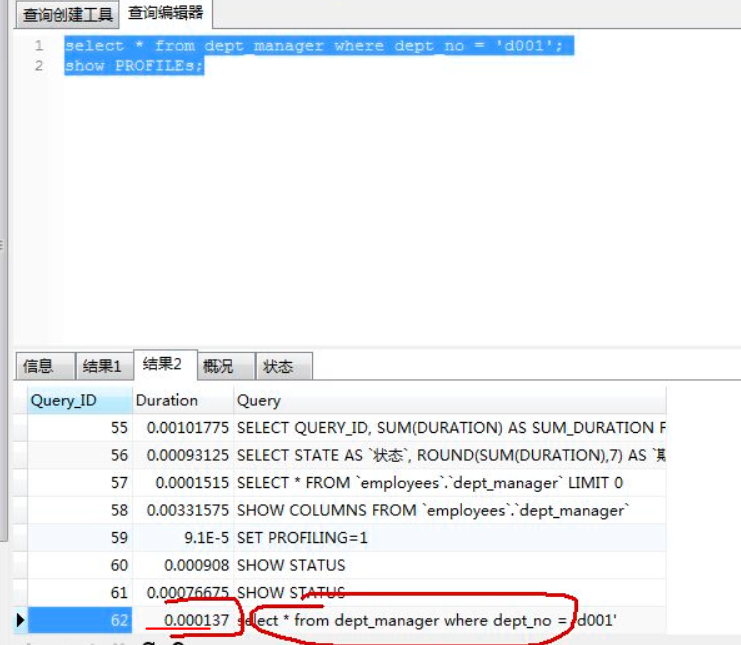 查询创建工具 查询编辑器
1 select * from dept_manager where dept_no = 'd001';
2 show PROFILEs;
信息 结果1 结果2 概况 状态
Query_ID Duration Query
55 0.00101775 SELECT QUERY_ID, SUM(DURATION) AS SUM_DURATION F
56 0.00093125 SELECT STATE AS `状态`, ROUND(SUM(DURATION),7) AS `期
57 0.0001515 SELECT * FROM `employees`.`dept_manager` LIMIT 0
58 0.00331575 SHOW COLUMNS FROM `employees`.`dept_manager`
59 9.1E-5 SET PROFILING=1
60 0.000908 SHOW STATUS
61 0.00076675 SHOW STATUS
62 0.000137 select * from dept_manager where dept_no = 'd001'